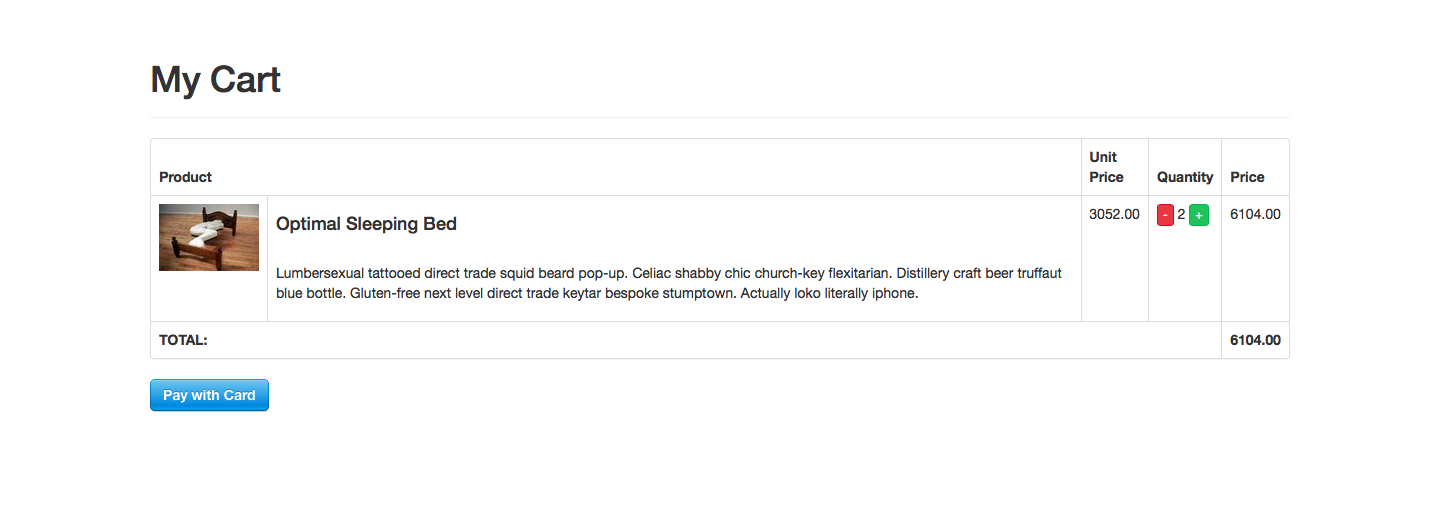 My Cart
Product
Unit
Price
Quantity
Price
Optimal Sleeping Bed
3052.00
- 2 +
6104.00
Lumbersexual tattooed direct trade squid beard pop-up. Celiac shabby chic church-key flexitarian. Distillery craft beer truffaut
blue bottle. Gluten-free next level direct trade keytar bespoke stumptown. Actually loko literally iphone.
TOTAL:
6104.00
Pay with Card